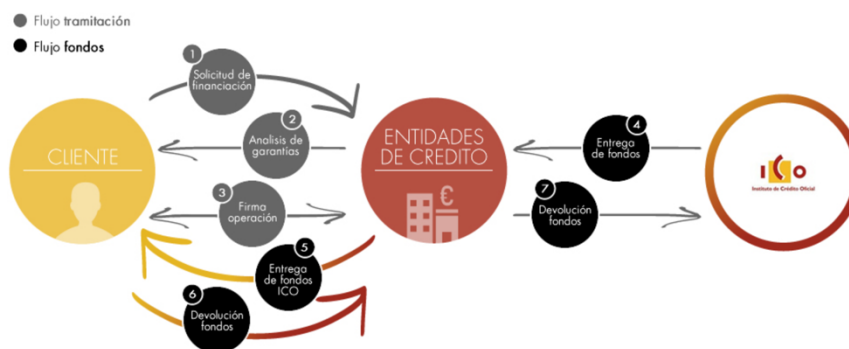 Flujo tramitación
Flujo fondos
1
Solicitud de
financiación
CLIENTE
2
Analisis de
garantías
3
Firma
operación
ENTIDADES
DE CRÉDITO
€
4
Entrega
de fondos
7
Devolución
fondos
ICO
Instituto de Crédito Oficial
5
Entrega
de fondos
ICO
6
Devolución
fondos